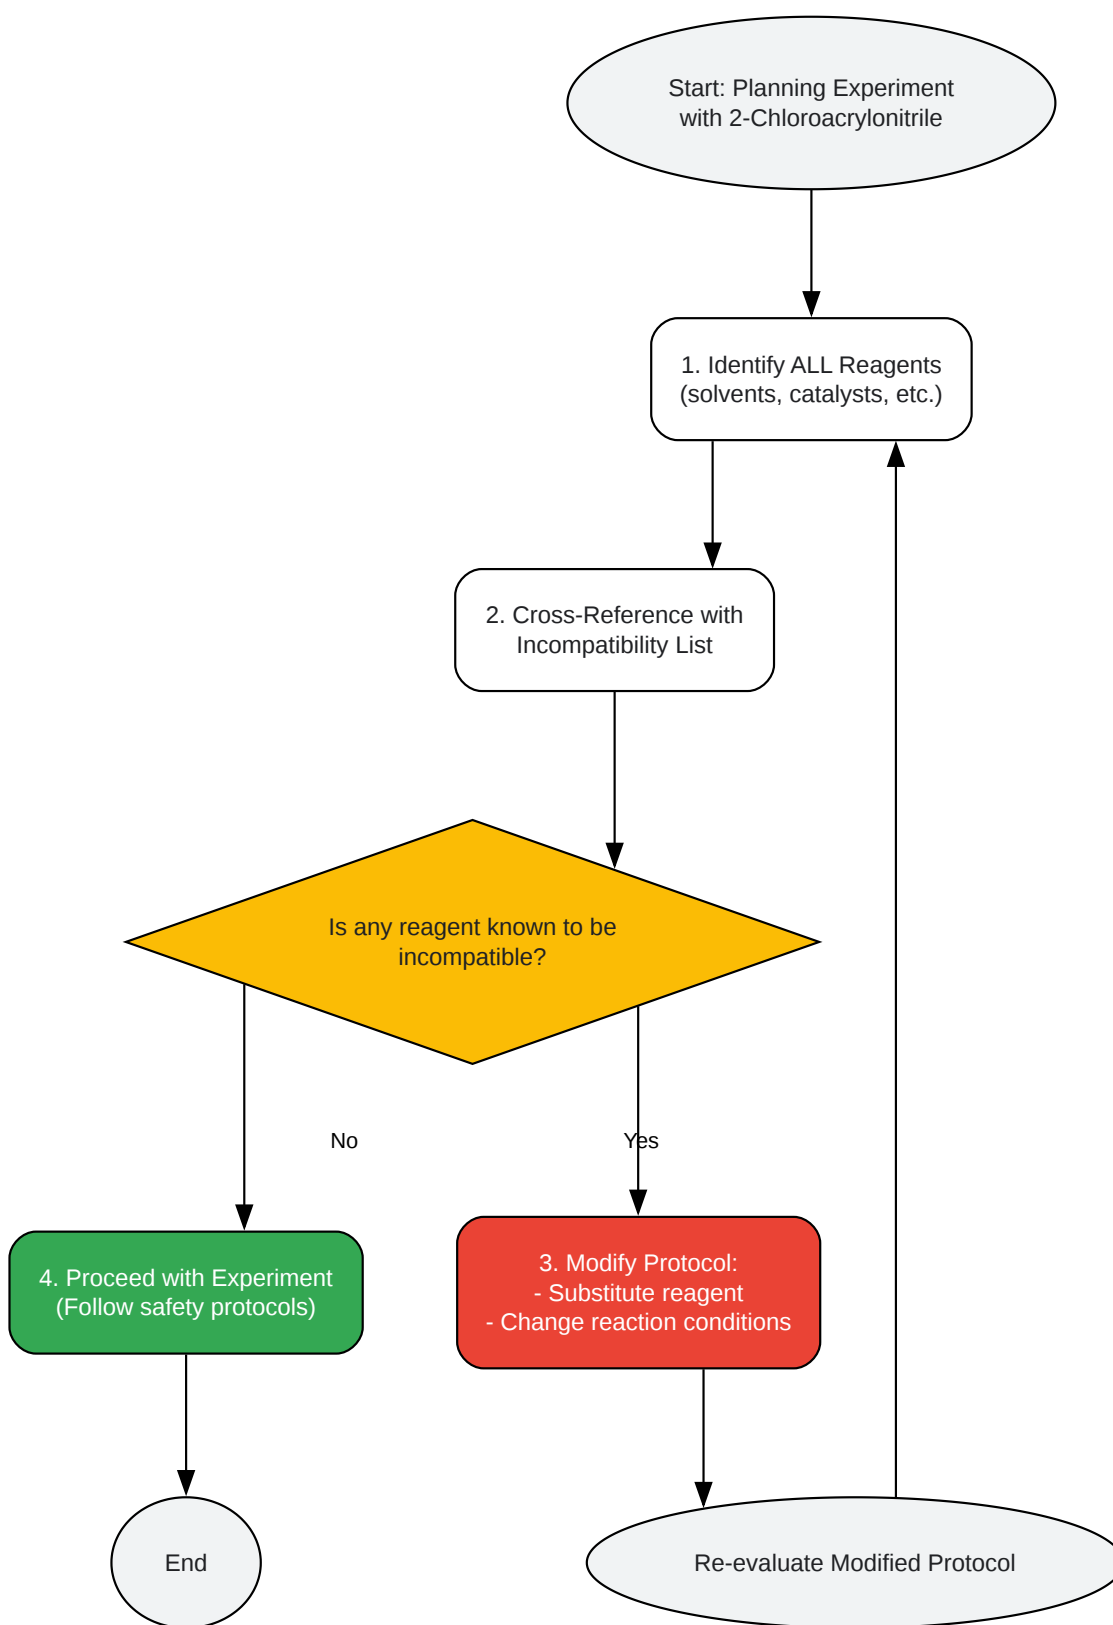 Start: Planning Experiment
with 2-Chloroacrylonitrile
1. Identify ALL Reagents
(solvents, catalysts, etc.)
2. Cross-Reference with
Incompatibility List
Is any reagent known to be
incompatible?
No
Yes
4. Proceed with Experiment
(Follow safety protocols)
3. Modify Protocol:
- Substitute reagent
- Change reaction conditions
End
Re-evaluate Modified Protocol